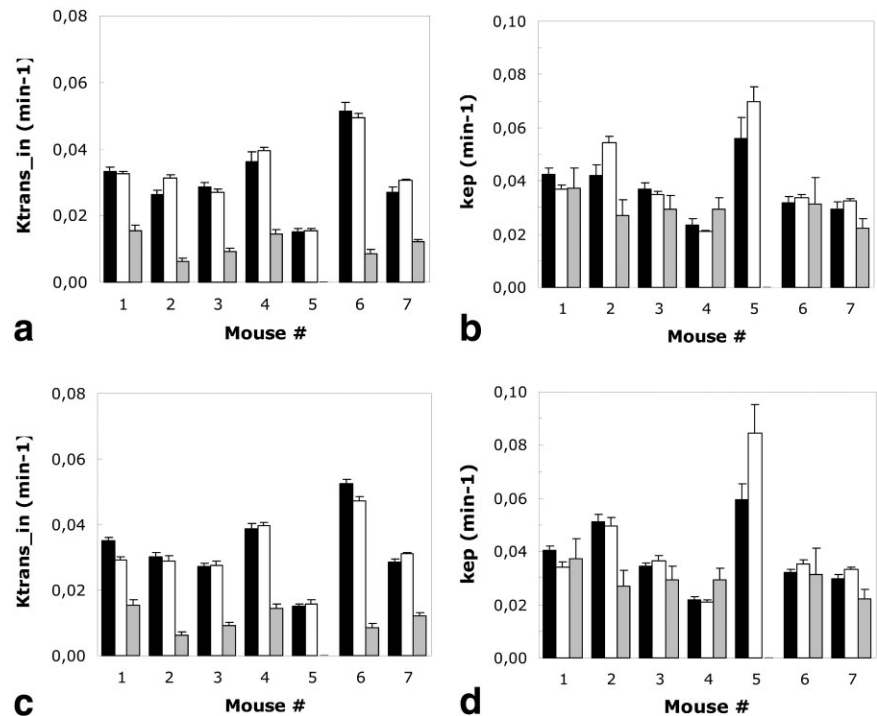 0,08
0,06
0,04
0,02
0,00
Ktrans_in (min-1)
1 2 3 4 5 6 7
Mouse #
a
0,10
0,08
0,06
0,04
0,02
0,00
kep (min-1)
1 2 3 4 5 6 7
Mouse #
b
0,08
0,06
0,04
0,02
0,00
Ktrans_in (min-1)
1 2 3 4 5 6 7
Mouse #
c
0,10
0,08
0,06
0,04
0,02
0,00
kep (min-1)
1 2 3 4 5 6 7
Mouse #
d